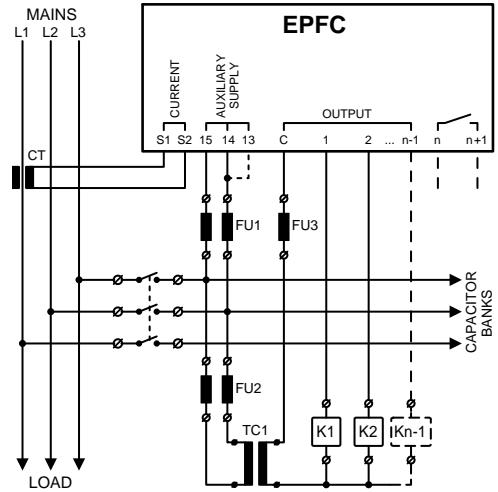 MAINS
L1 L2 L3
EPFC
CURRENT
AUXILIARY
SUPPLY
OUTPUT
S1 S2 15 14 13 C 1 2 ... n-1 n n+1
CT
FU1
FU3
CAPACITOR
BANKS
FU2
TC1
K1 K2 Kn-1
LOAD